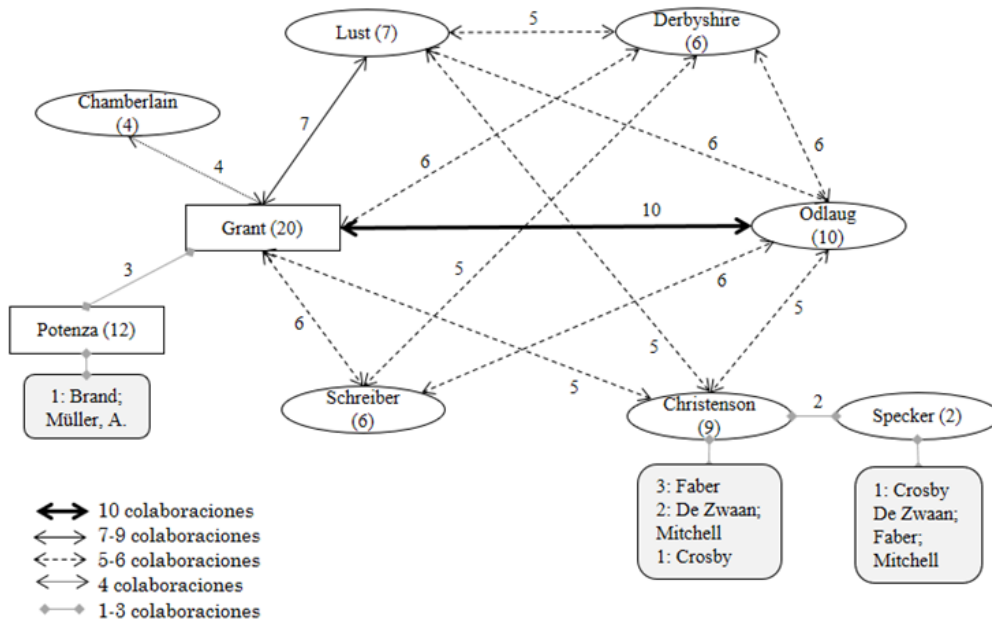 5
Lust (7)
Derbyshire
(6)
Chamberlain
(4)
7
4
6
6
6
Grant (20)
10
Odlaug
(10)
3
5
6
Potenza (12)
6
5
5
5
1: Brand;
Müller, A.
Schreiber
(6)
Christenson
(9)
2
Specker (2)
3: Faber
2: De Zwaan;
Mitchell
1: Crosby
1: Crosby
De Zwaan;
Faber;
Mitchell
10 colaboraciones
7-9 colaboraciones
5-6 colaboraciones
4 colaboraciones
1-3 colaboraciones